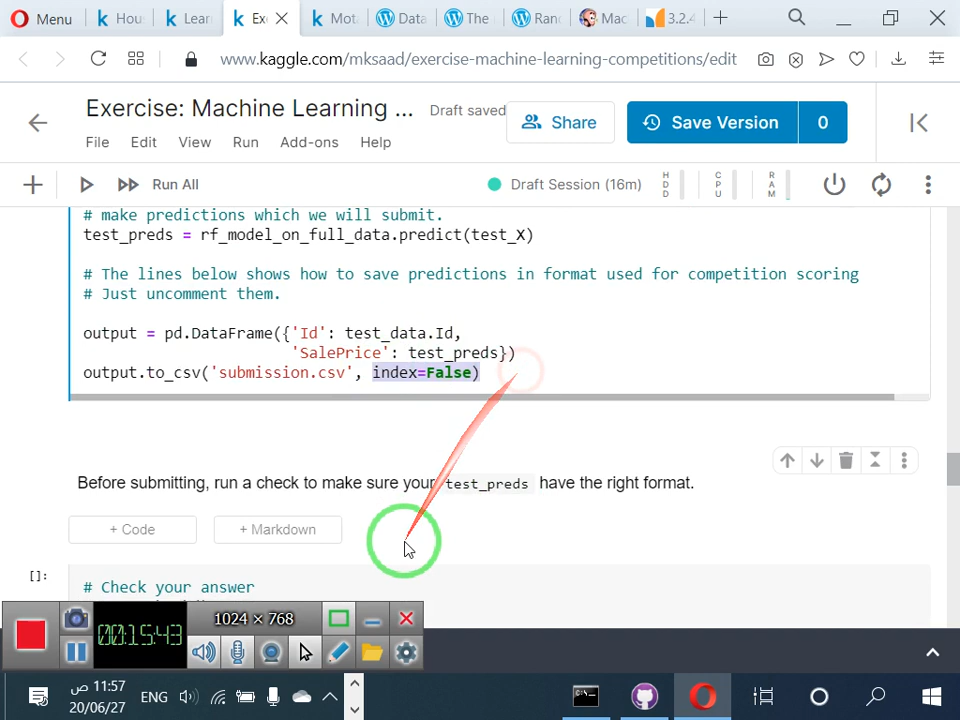 Menu
Hou
Learn
Exe
Mot
Data
The
Ran
Mac
3.2.4
www.kaggle.com/mksaad/exercise-machine-learning-competitions/edit
Exercise: Machine Learning ...
Draft saved
Share
Save Version
0
File Edit View Run Add-ons Help
Run All
Draft Session (16m)
HDD
CPU
RAM
# make predictions which we will submit.
test_preds = rf_model_on_full_data.predict(test_X)
# The lines below shows how to save predictions in format used for competition scoring
# Just uncomment them.
output = pd.DataFrame({'Id': test_data.Id,
'SalePrice': test_preds})
output.to_csv('submission.csv', index=False)
Before submitting, run a check to make sure your test_preds have the right format.
+ Code
+ Markdown
[]:
# Check your answer
00:15:43
1024 × 768
11:57 ص
20/06/27
ENG